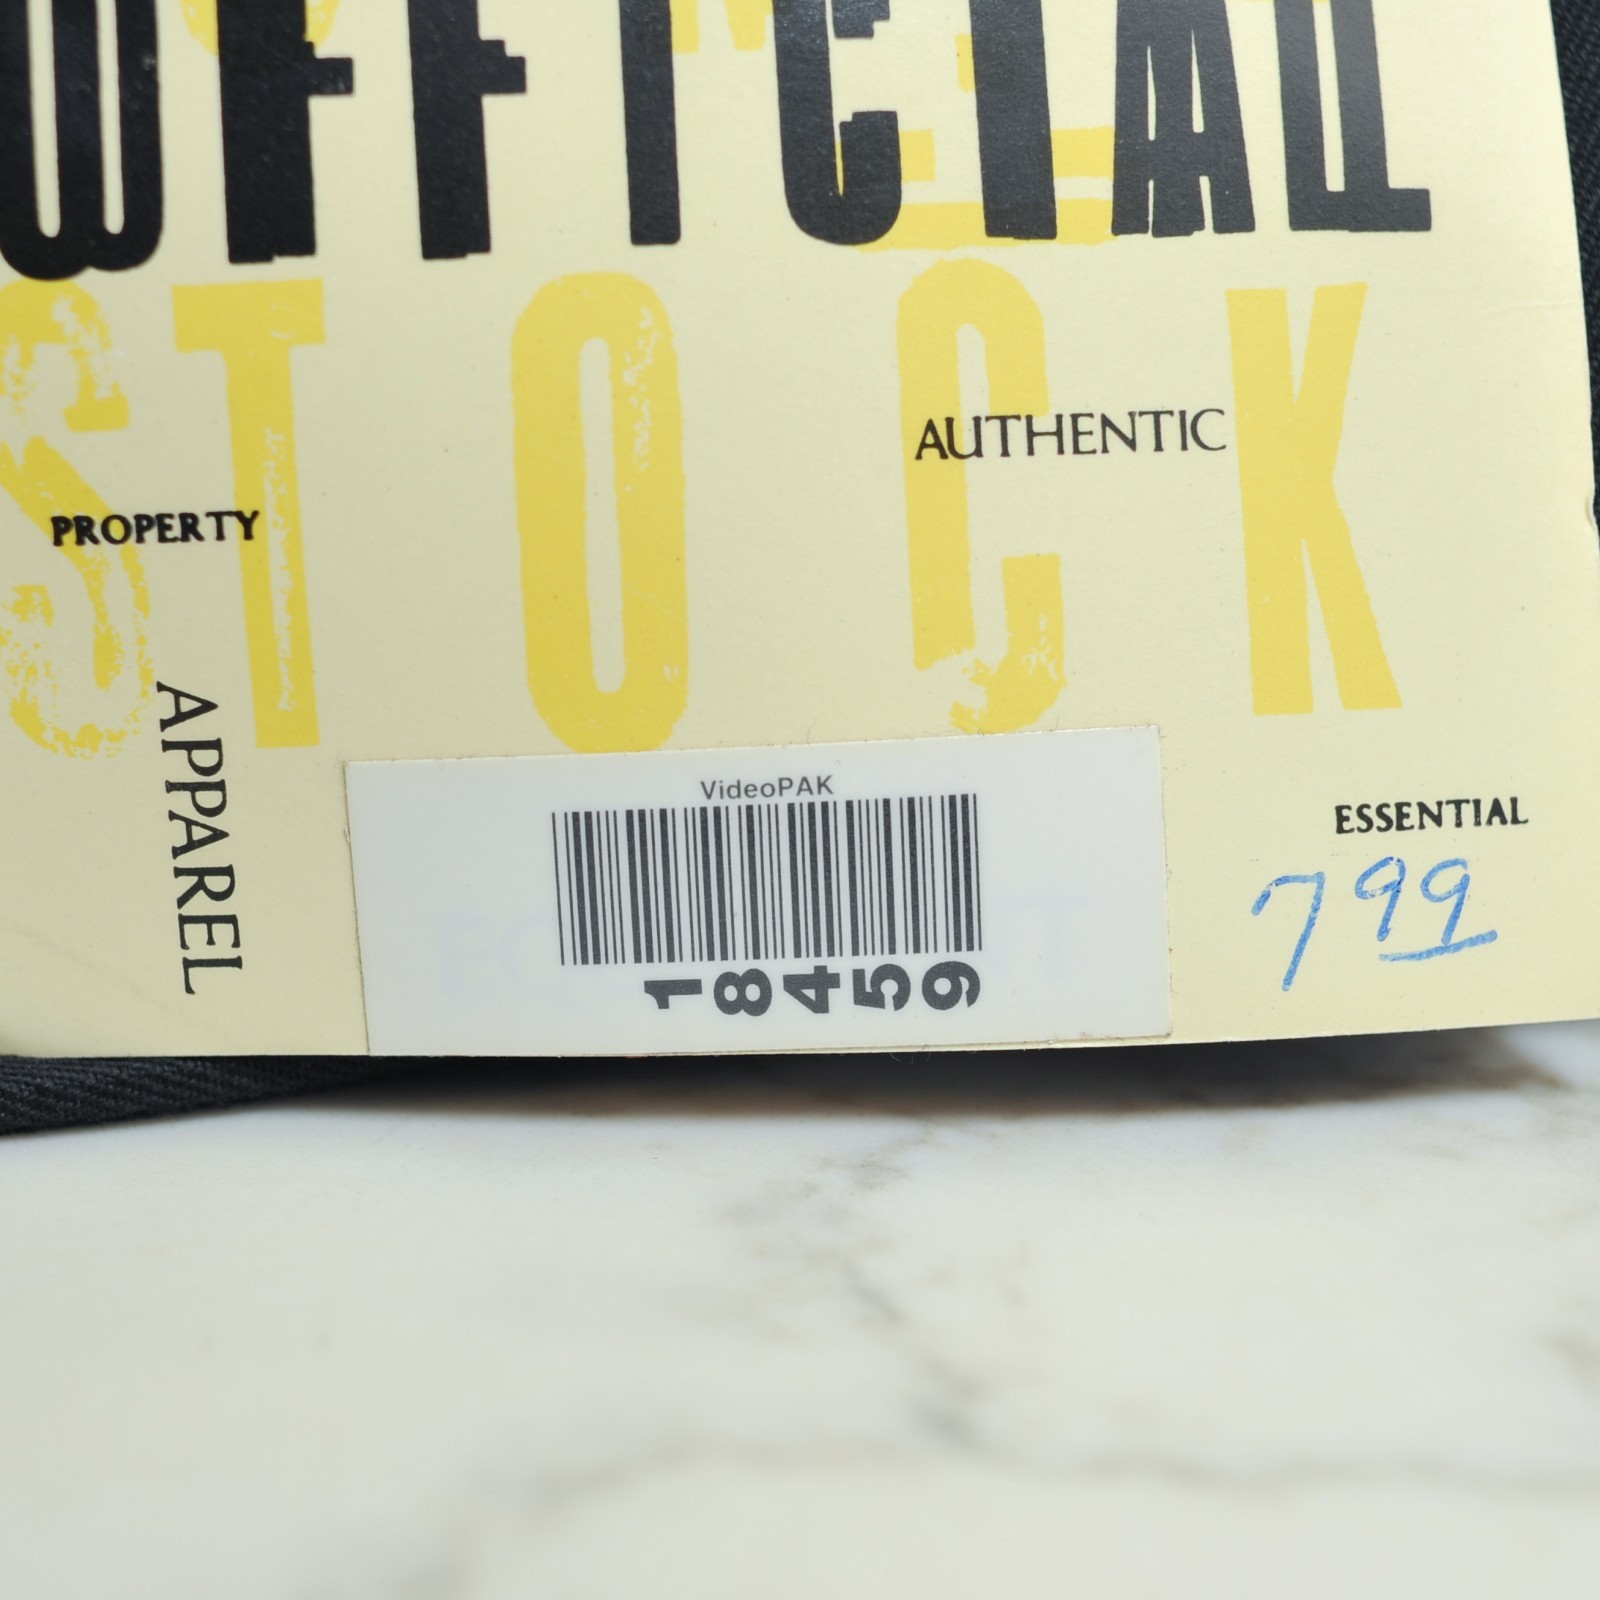 OFFICIAL
STOCK
AUTHENTIC
PROPERTY
APPAREL
VideoPAK
18459
ESSENTIAL
799